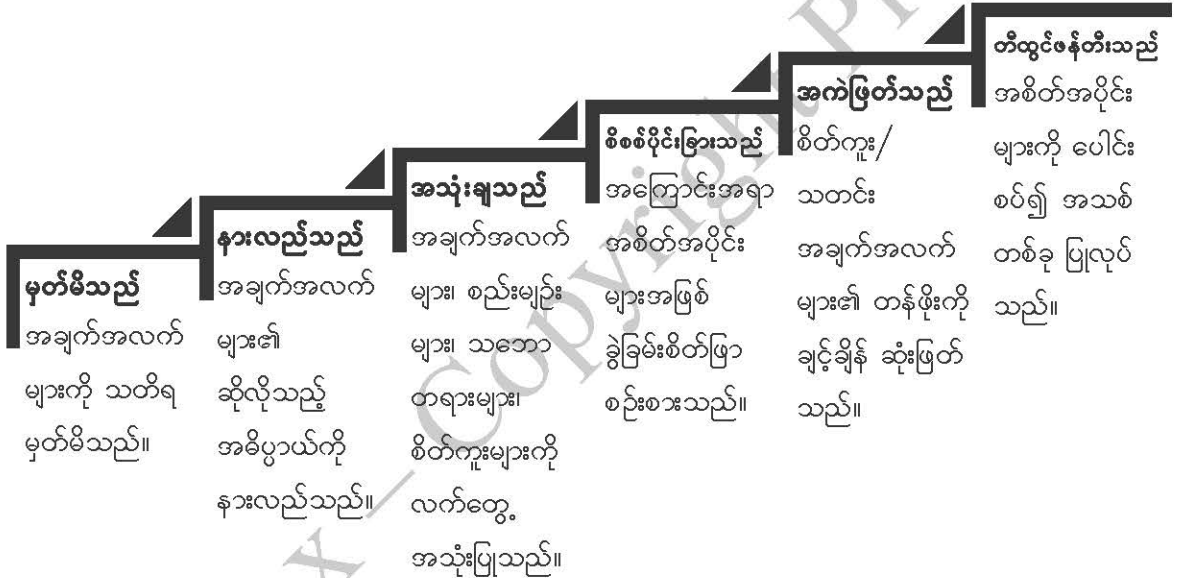 မှတ်မိသည်
အချက်အလက်
များကို သတိရ
မှတ်မိသည်။
နားလည်သည်
အချက်အလက်
များ၏
ဆိုလိုသည့်
အဓိပ္ပာယ်ကို
နားလည်သည်။
အသုံးချသည်
အချက်အလက်
များ၊ စည်းမျဉ်း
များ၊ သဘော
တရားများ၊
စိတ်ကူးများကို
လက်တွေ့
အသုံးပြုသည်။
စိစစ်ပိုင်းခြားသည်
အကြောင်းအရာ
အစိတ်အပိုင်း
များအဖြစ်
ခွဲခြမ်းစိတ်ဖြာ
စဉ်းစားသည်။
အကဲဖြတ်သည်
စိတ်ကူး/
သတင်း
အချက်အလက်
များ၏ တန်ဖိုးကို
ချင့်ချိန် ဆုံးဖြတ်
သည်။
တီထွင်ဖန်တီးသည်
အစိတ်အပိုင်း
များကို ပေါင်း
စပ်၍ အသစ်
တစ်ခု ပြုလုပ်
သည်။
x – Copyright Pr